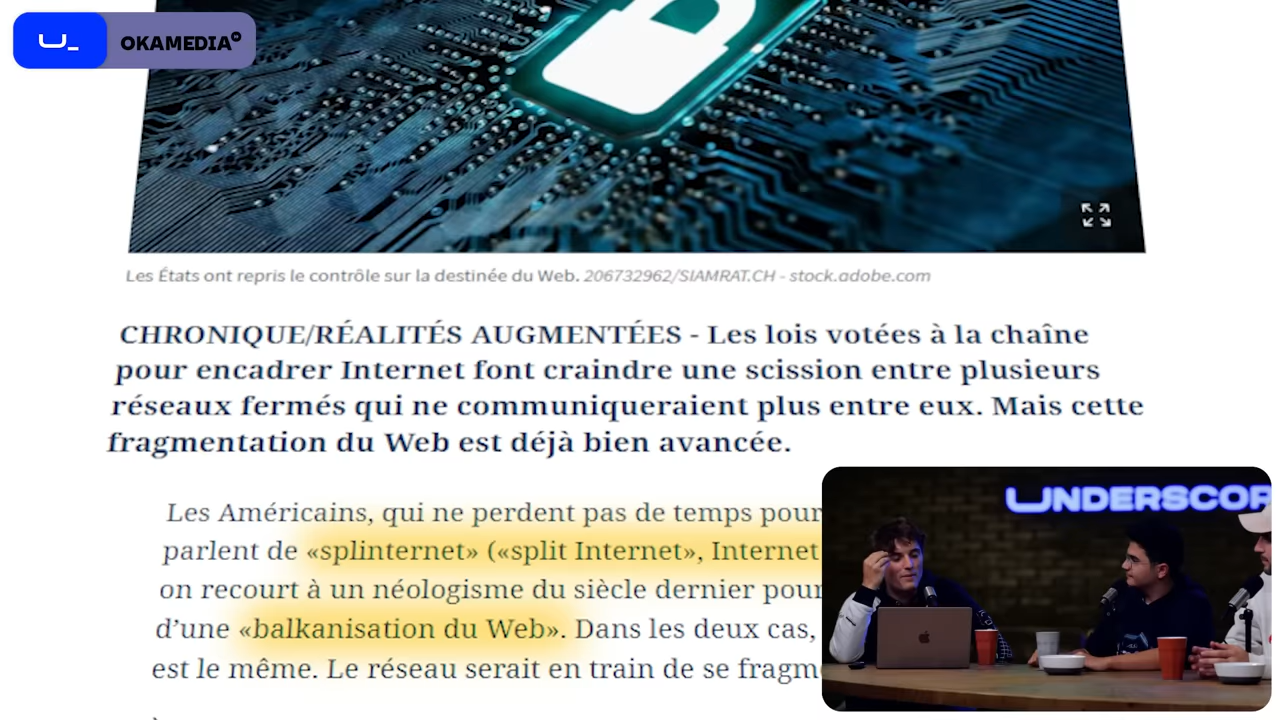 OKAMEDIA
Les États ont repris le contrôle sur la destinée du Web. 206732962/SIAMRAT.CH - stock.adobe.com
CHRONIQUE/RÉALITÉS AUGMENTÉES - Les lois votées à la chaîne
pour encadrer Internet font craindre une scission entre plusieurs
réseaux fermés qui ne communiqueraient plus entre eux. Mais cette
fragmentation du Web est déjà bien avancée.
Les Américains, qui ne perdent pas de temps pour
parlent de «splinternet» («split Internet», Internet
on recourt à un néologisme du siècle dernier pour
d’une «balkanisation du Web». Dans les deux cas,
est le même. Le réseau serait en train de se fragme
UNDERSCOR